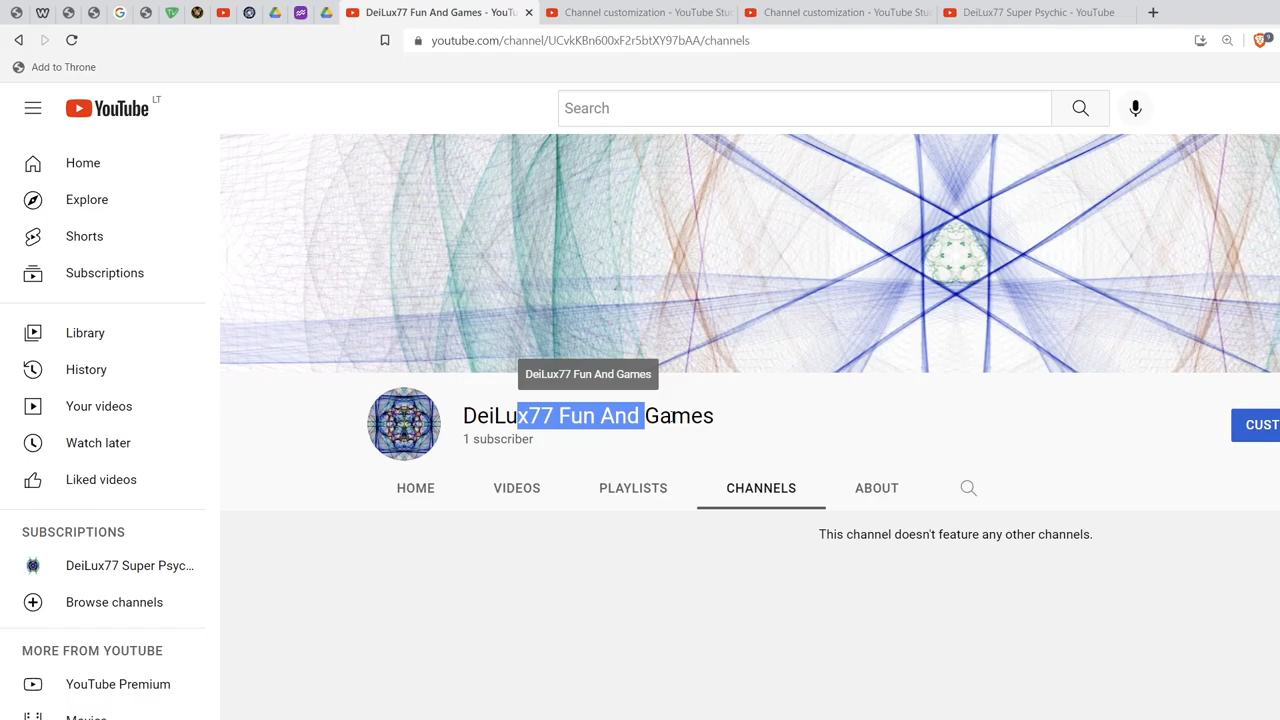 DeiLux77 Fun And Games - YouTu
Channel customization - YouTube Stu
Channel customization - YouTube Stu
DeiLux77 Super Psychic - YouTube
youtube.com/channel/UCvkKBn600xF2r5btXY97bAA/channels
9
Add to Throne
YouTube LT
Search
Home
Explore
Shorts
Subscriptions
Library
History
Your videos
Watch later
Liked videos
SUBSCRIPTIONS
DeiLux77 Super Psyc...
Browse channels
MORE FROM YOUTUBE
YouTube Premium
Movies
DeiLux77 Fun And Games
DeiLux77 Fun And Games
1 subscriber
CUST
HOME
VIDEOS
PLAYLISTS
CHANNELS
ABOUT
This channel doesn't feature any other channels.